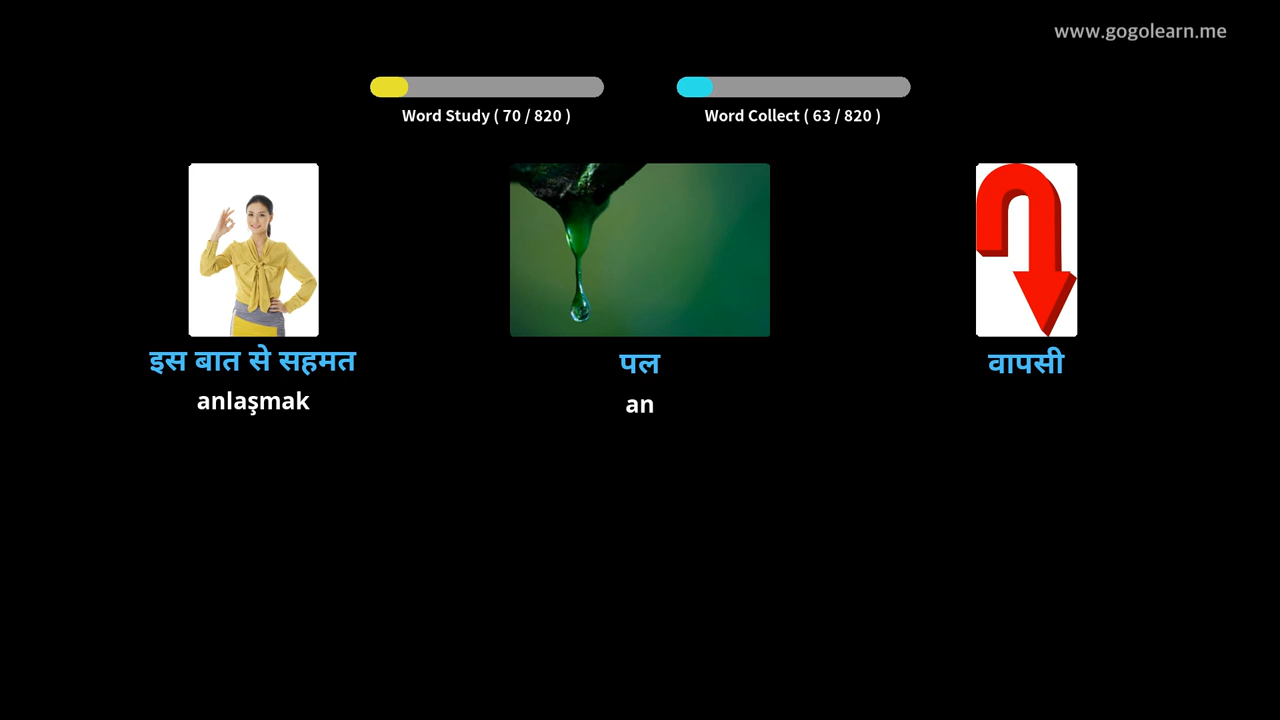 www.gogolearn.me
Word Study ( 70 / 820 )
Word Collect ( 63 / 820 )
इस बात से सहमत
anlaşmak
पल
an
वापसी